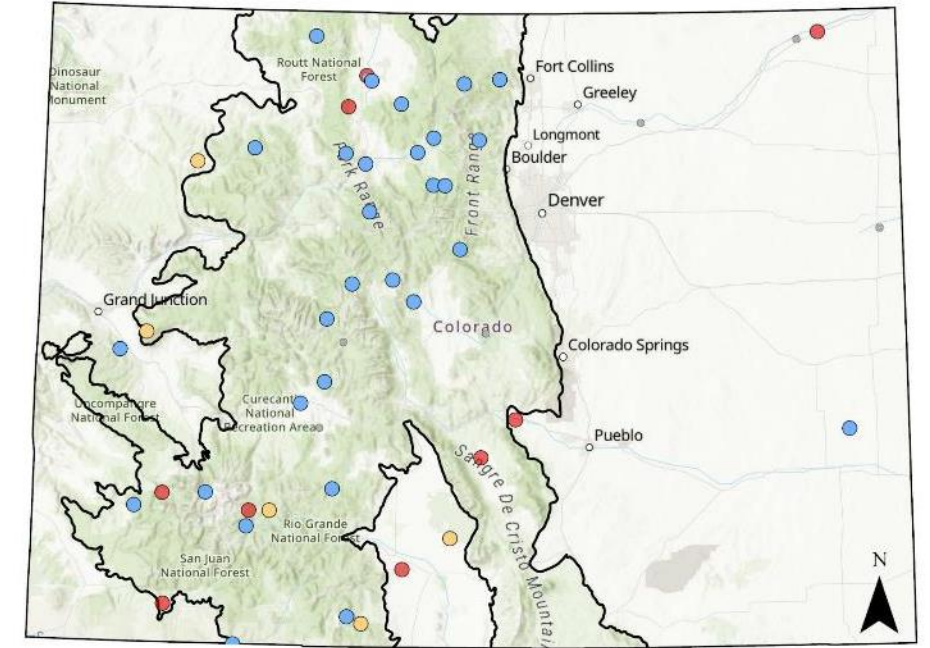 Routt National
Forest
Dinosaur
National
Monument
Fort Collins
Greeley
Longmont
Boulder
Park Range
Front Range
Denver
Grand Junction
Colorado
Colorado Springs
Uncompahgre
National Forest
Curecanti
National
Recreation Area
Pueblo
Sangre De Cristo Mountai
Rio Grande
National Forest
San Juan
National Forest
N